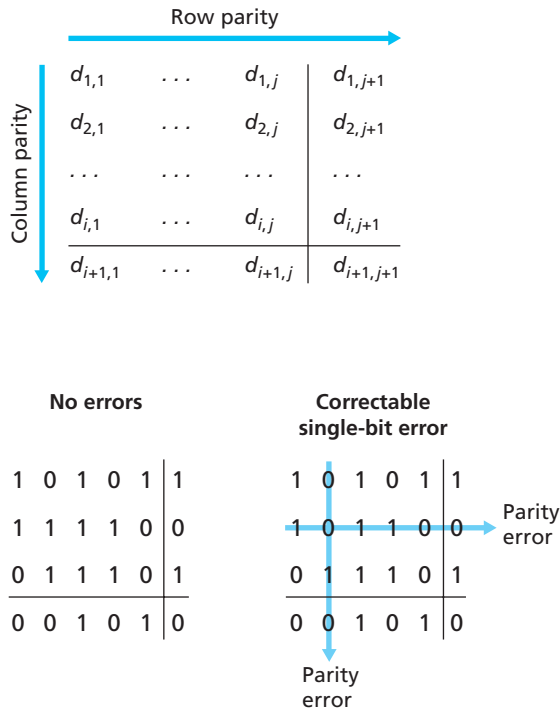 Row parity
Column parity
d1,1 . . . d1, j d1, j+1
d2,1 . . . d2, j d2, j+1
. . . . . . . . . . . .
di,1 . . . di, j di, j+1
di+1,1 . . . di+1, j di+1, j+1
No errors
1 0 1 0 1 1
1 1 1 1 0 0
0 1 1 1 0 1
0 0 1 0 1 0
Correctable
single-bit error
1 0 1 0 1 1
1 0 1 1 0 0
0 1 1 1 0 1
0 0 1 0 1 0
Parity
error
Parity
error